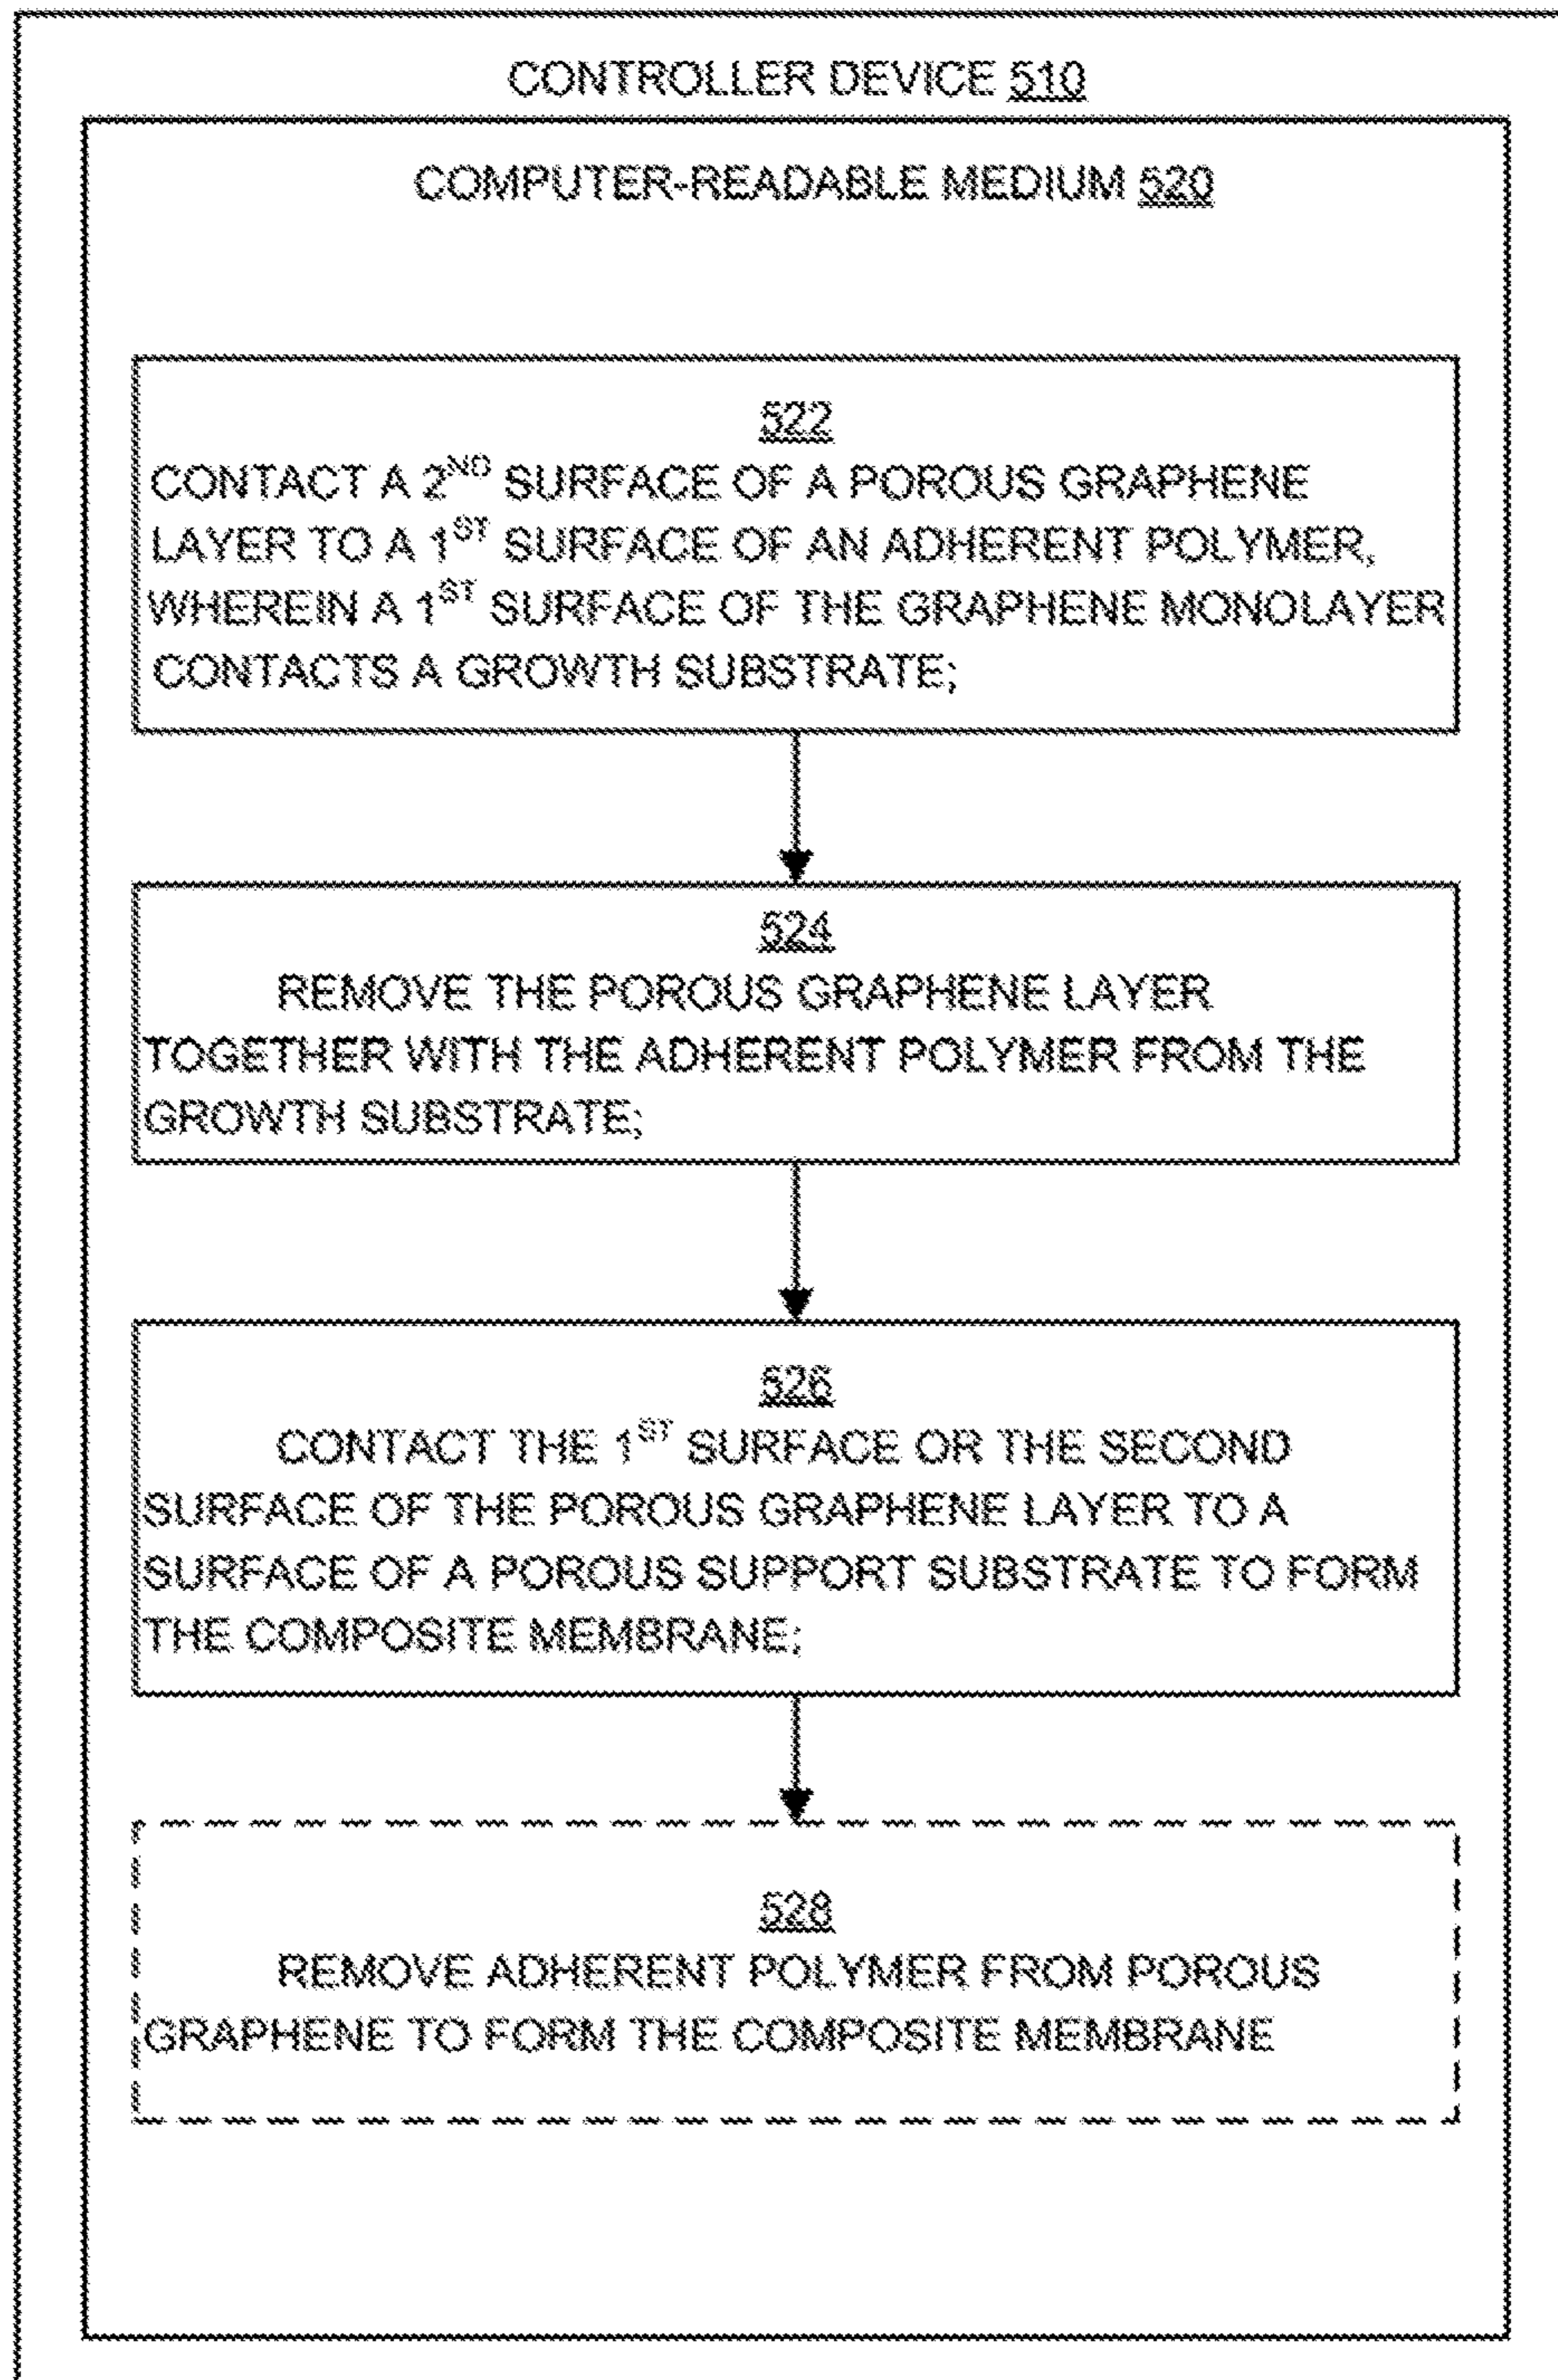 CONTROLLER DEVICE 510
COMPUTER-READABLE MEDIUM 520
522
CONTACT A 2ND SURFACE OF A POROUS GRAPHENE
LAYER TO A 1ST SURFACE OF AN ADHERENT POLYMER,
WHEREIN A 1ST SURFACE OF THE GRAPHENE MONOLAYER
CONTACTS A GROWTH SUBSTRATE;
524
REMOVE THE POROUS GRAPHENE LAYER
TOGETHER WITH THE ADHERENT POLYMER FROM THE
GROWTH SUBSTRATE;
526
CONTACT THE 1ST SURFACE OR THE SECOND
SURFACE OF THE POROUS GRAPHENE LAYER TO A
SURFACE OF A POROUS SUPPORT SUBSTRATE TO FORM
THE COMPOSITE MEMBRANE;
528
REMOVE ADHERENT POLYMER FROM POROUS
GRAPHENE TO FORM THE COMPOSITE MEMBRANE